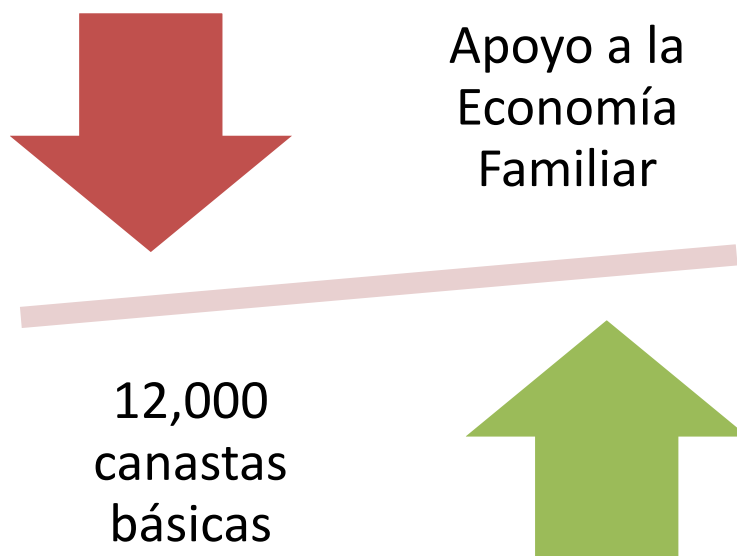 Apoyo a la
Economía
Familiar
12,000
canastas
básicas